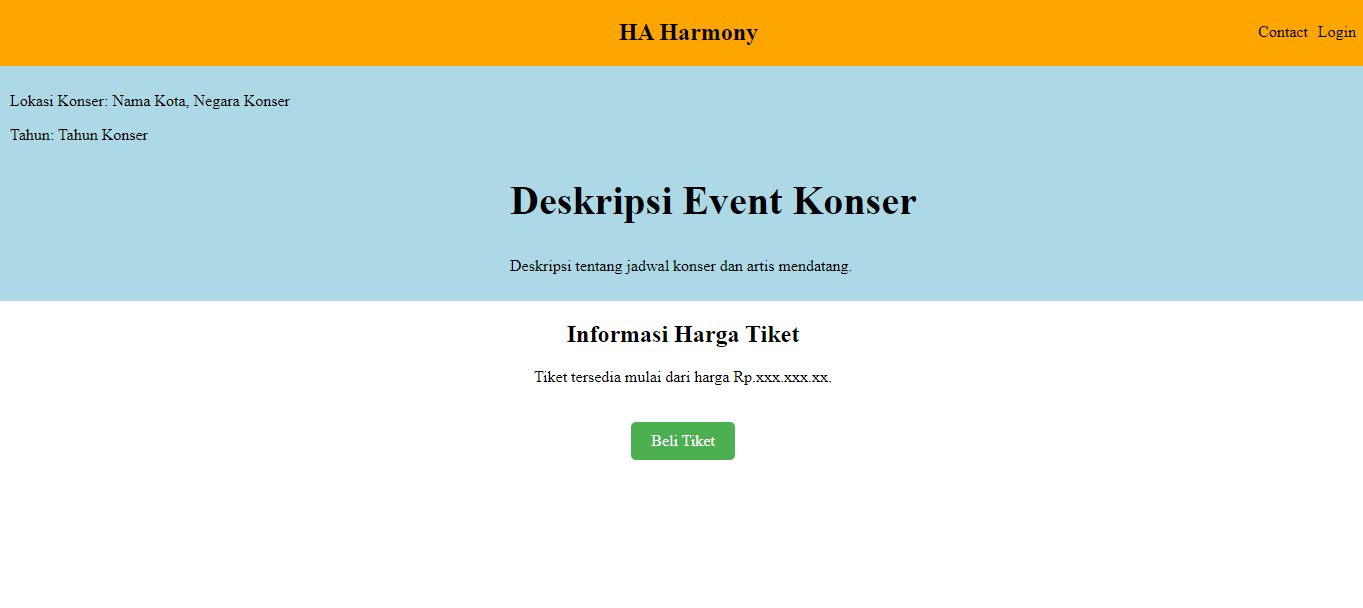 HA Harmony
Contact Login
Lokasi Konser: Nama Kota, Negara Konser
Tahun: Tahun Konser
Deskripsi Event Konser
Deskripsi tentang jadwal konser dan artis mendatang.
Informasi Harga Tiket
Tiket tersedia mulai dari harga Rp.xxx.xxx.xx.
Beli Tiket